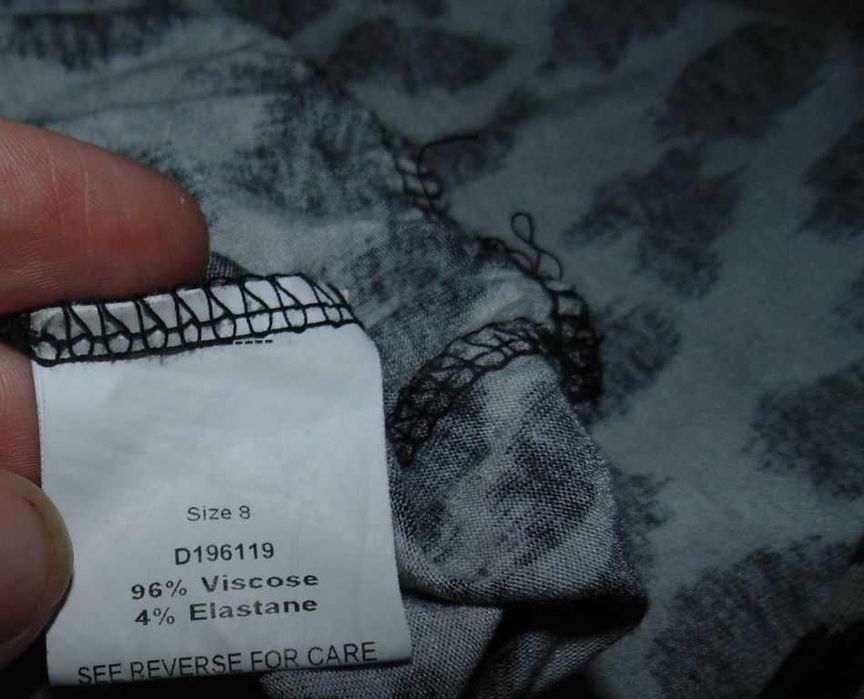 Size 8
D196119
96% Viscose
4% Elastane
SEE REVERSE FOR CARE